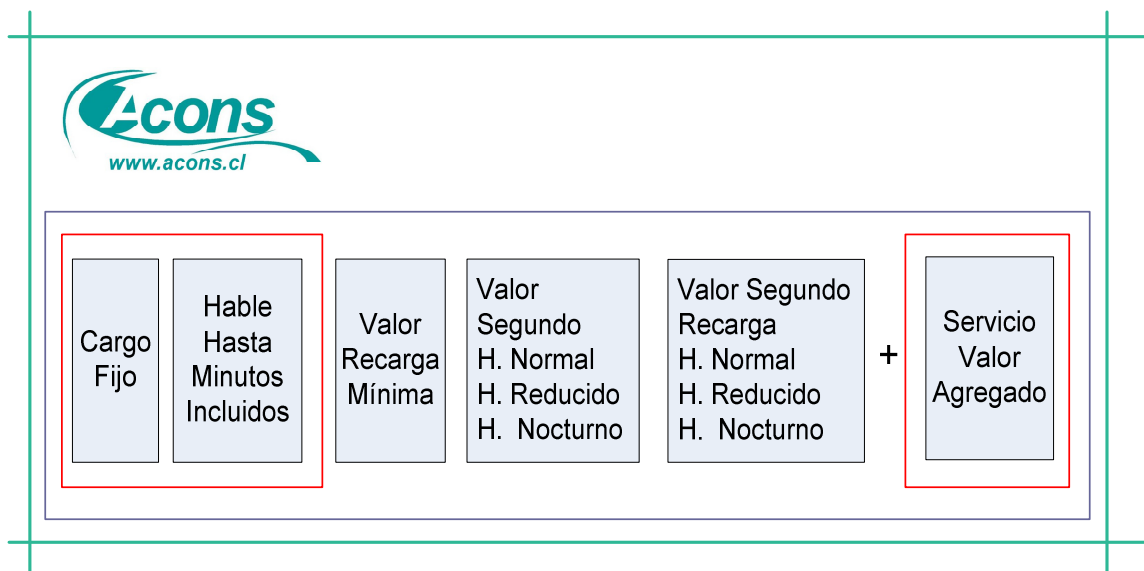 Acons
www.acons.cl
Cargo
Fijo
Hable
Hasta
Minutos
Incluidos
Valor
Recarga
Mínima
Valor
Segundo
H. Normal
H. Reducido
H. Nocturno
Valor Segundo
Recarga
H. Normal
H. Reducido
H. Nocturno
+
Servicio
Valor
Agregado